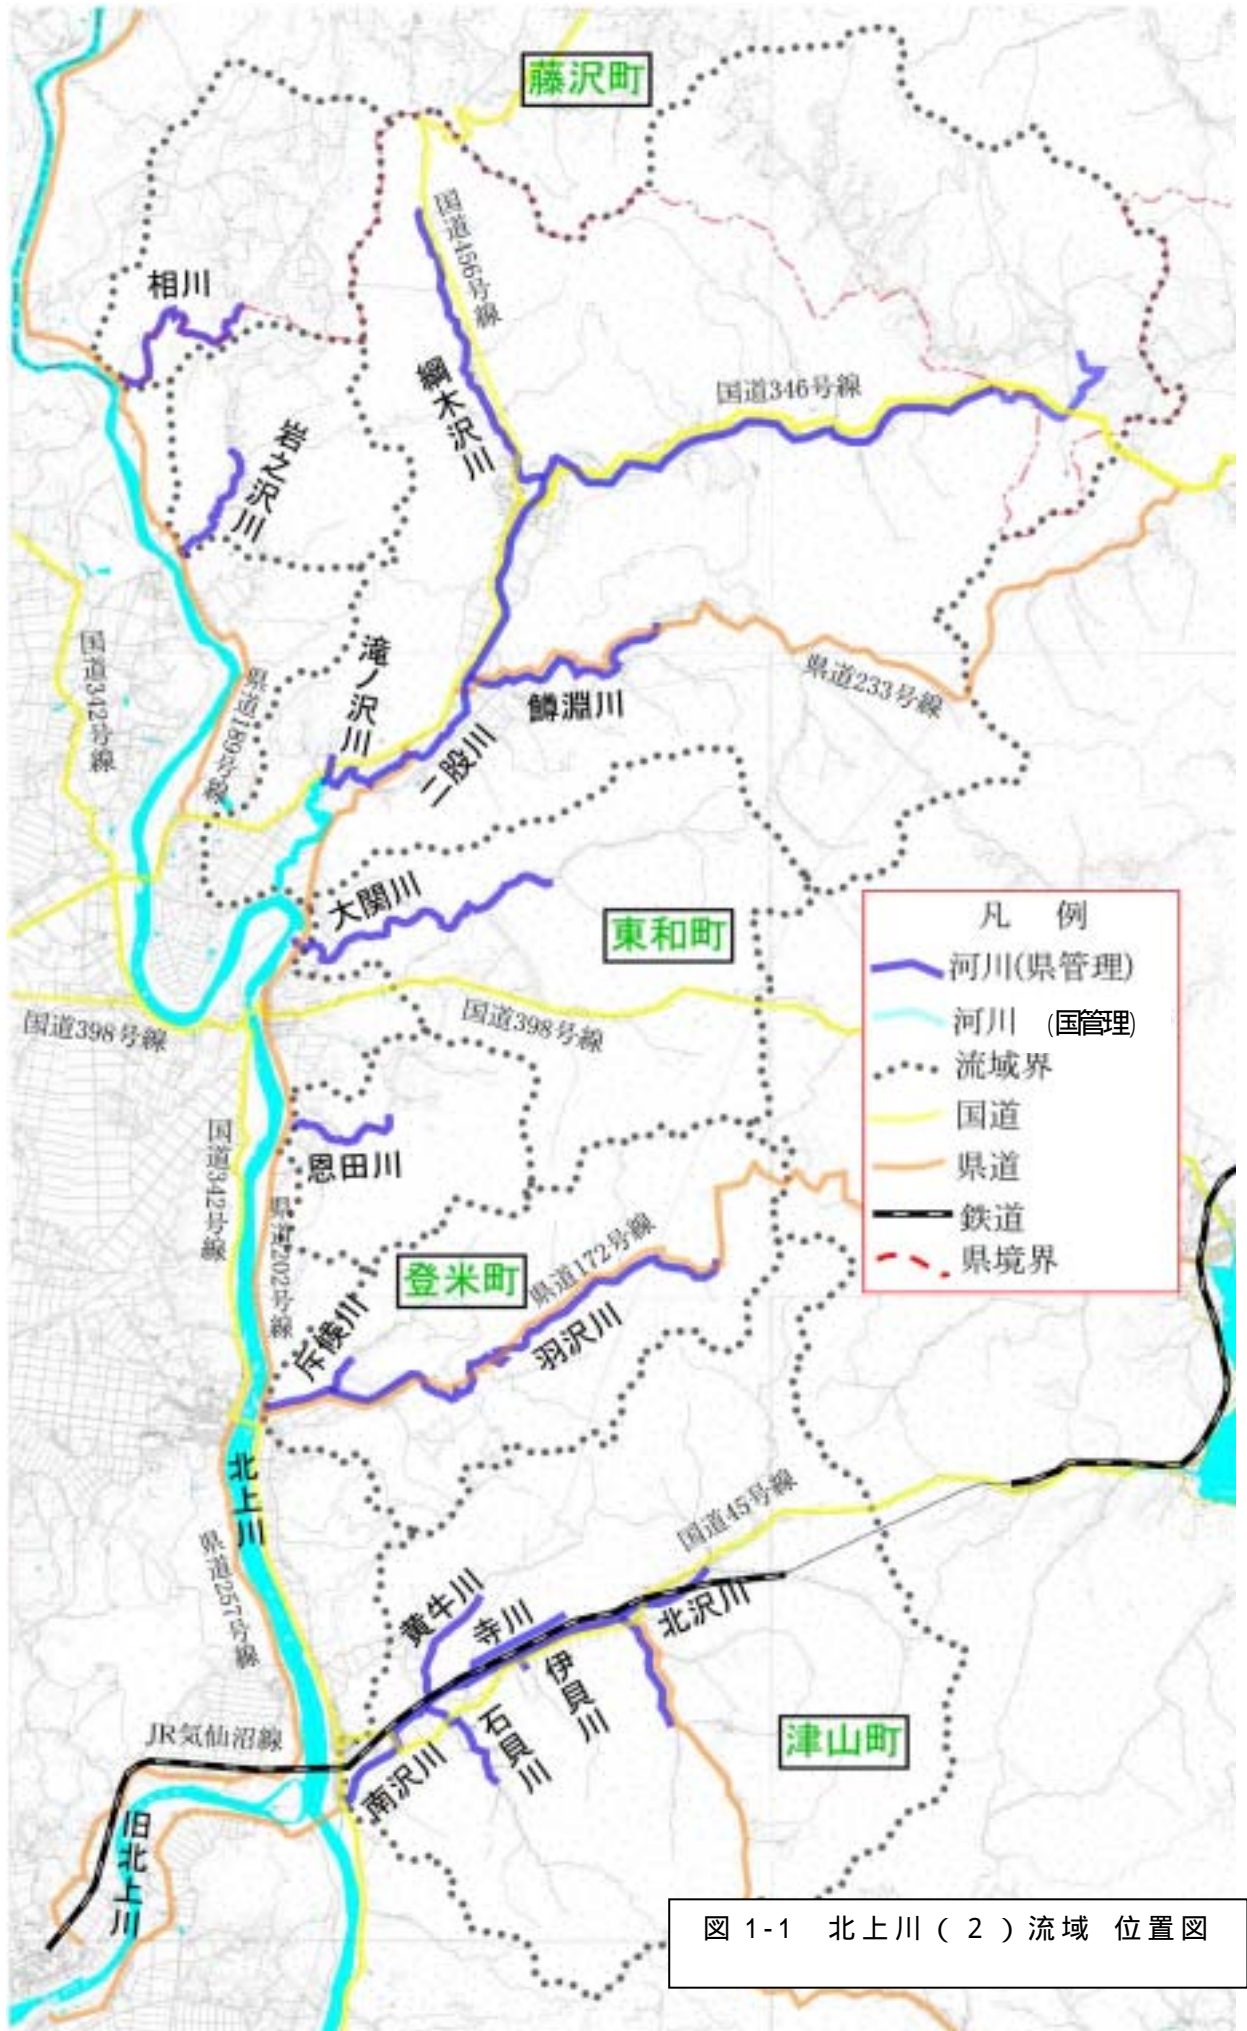 藤沢町
国道456号線
相川
綱木沢川
国道346号線
岩之沢川
国道342号線
滝ノ沢川
県道189号線
鱒淵川
県道233号線
二股川
大関川
東和町
凡 例
河川(県管理)
河川 (国管理)
流域界
国道
県道
鉄道
県境界
国道398号線
国道398号線
恩田川
国道342号線
県道202号線
登米町
県道172号線
斥候川
羽沢川
北上川
国道45号線
県道257号線
黄牛川
寺川
北沢川
伊貝川
石貝川
津山町
JR気仙沼線
南沢川
旧北上川
図 1-1 北上川(2)流域 位置図